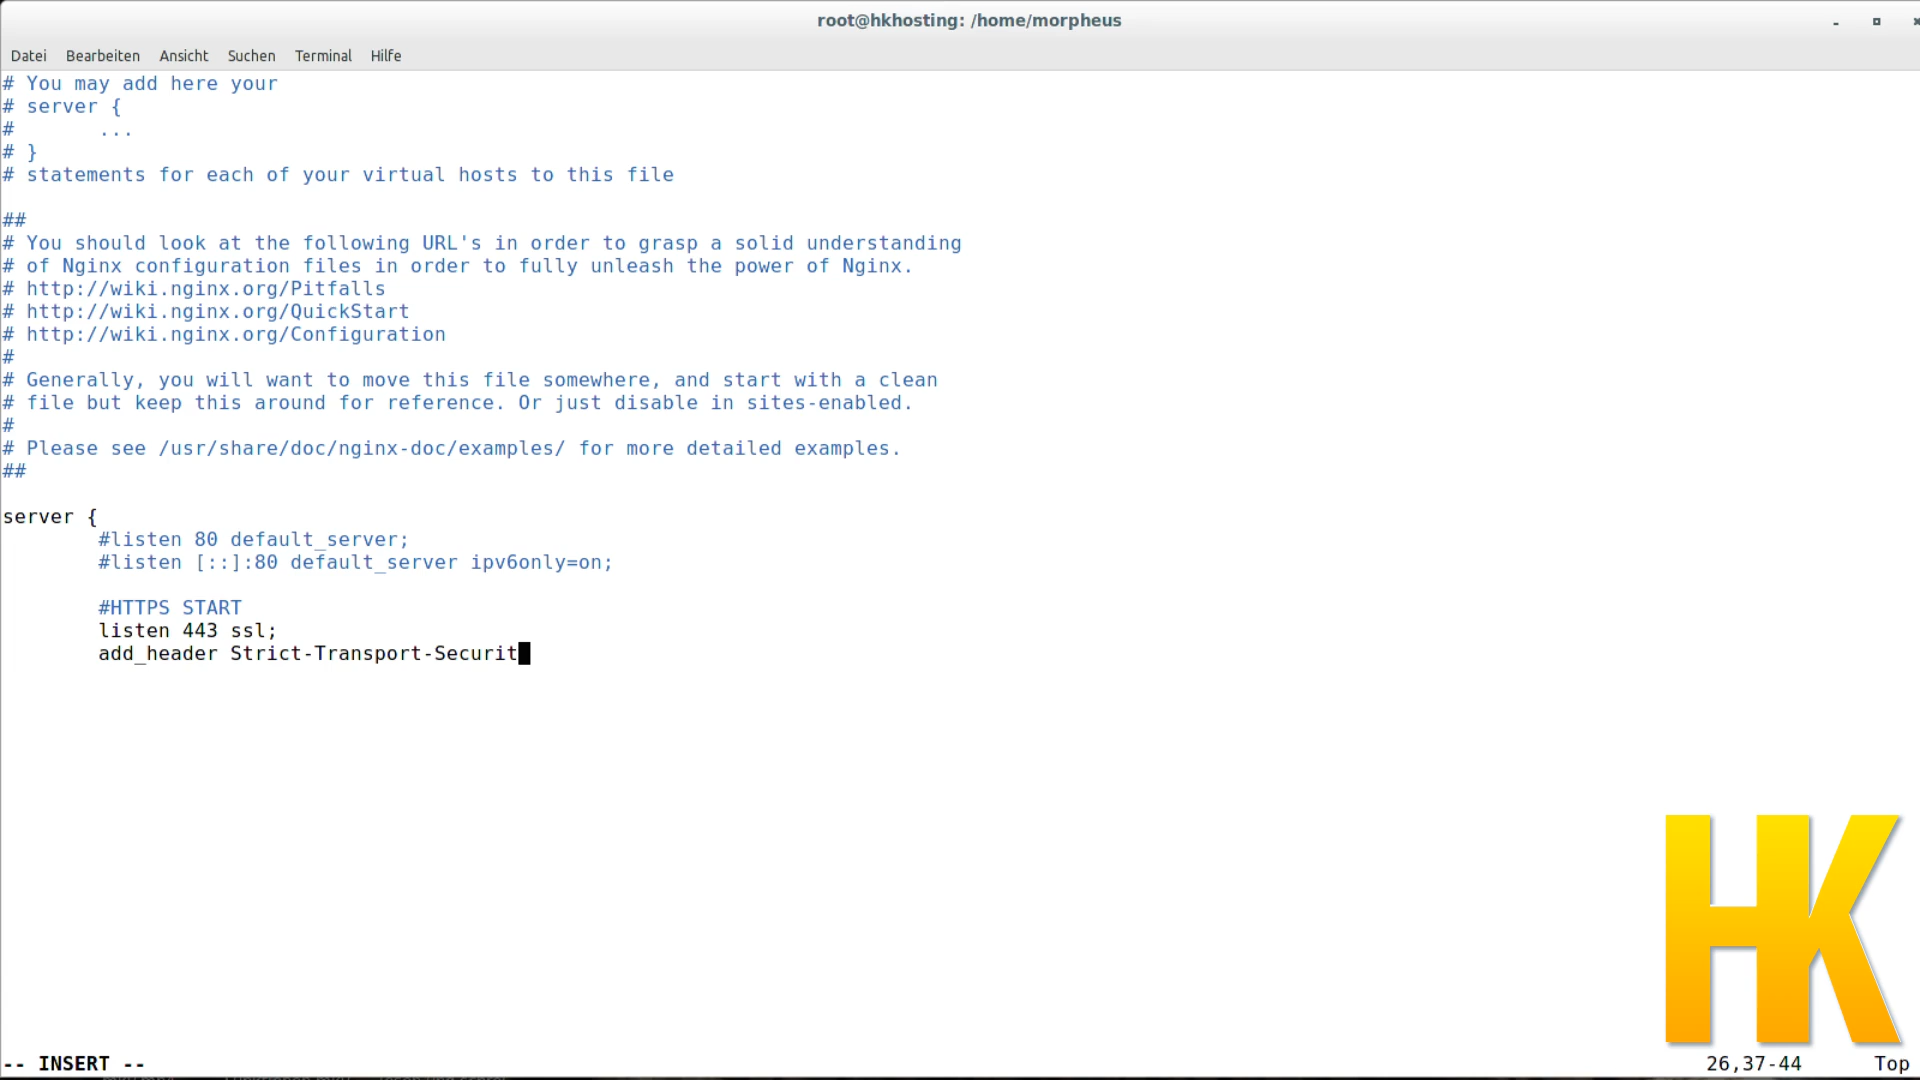 root@hkhosting: /home/morpheus
Datei Bearbeiten Ansicht Suchen Terminal Hilfe
# You may add here your
# server {
#       ...
# }
# statements for each of your virtual hosts to this file
##
# You should look at the following URL's in order to grasp a solid understanding
# of Nginx configuration files in order to fully unleash the power of Nginx.
# http://wiki.nginx.org/Pitfalls
# http://wiki.nginx.org/QuickStart
# http://wiki.nginx.org/Configuration
#
# Generally, you will want to move this file somewhere, and start with a clean
# file but keep this around for reference. Or just disable in sites-enabled.
#
# Please see /usr/share/doc/nginx-doc/examples/ for more detailed examples.
##
server {
        #listen 80 default_server;
        #listen [::]:80 default_server ipv6only=on;
        #HTTPS START
        listen 443 ssl;
        add_header Strict-Transport-Securit
HK
-- INSERT -- 26,37-44 Top